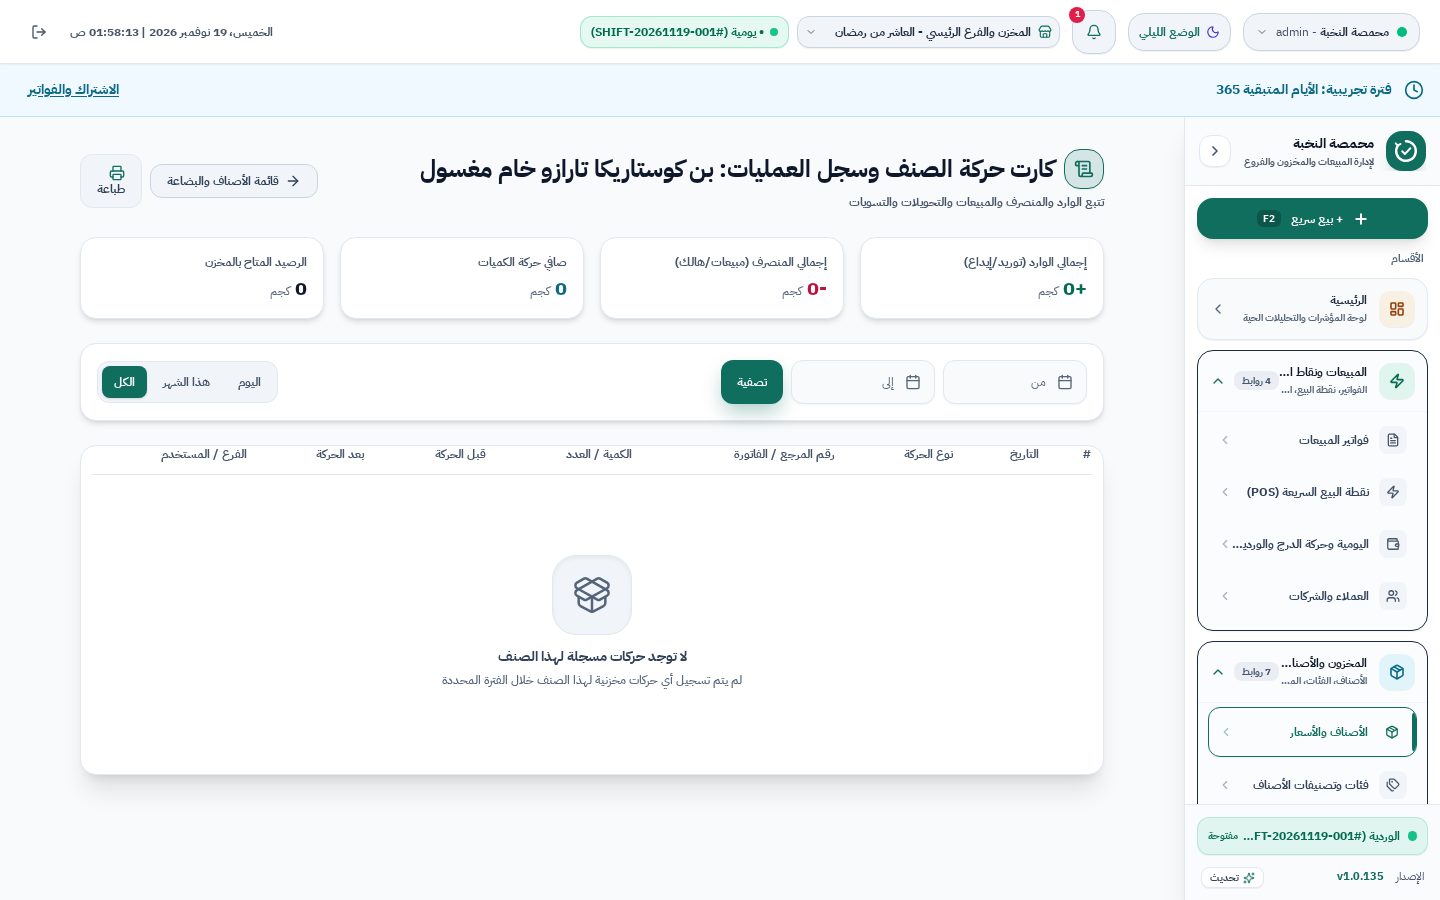 محمصة النخبة - admin
الوضع الليلي
1
المخزن والفرع الرئيسي - العاشر من رمضان
• يومية (#SHIFT-20261119-001)
الخميس، 19 نوفمبر 2026 | 01:58:13 ص
فترة تجريبية: الأيام المتبقية 365
الاشتراك والفواتير
محمصة النخبة
لإدارة المبيعات والمخزون والفروع
+ بيع سريع F2
الأقسام
الرئيسية
لوحة المؤشرات والتحليلات الحية
المبيعات ونقاط ا...
الفواتير، نقطة البيع، ا...
4 روابط
فواتير المبيعات
نقطة البيع السريعة (POS)
اليومية وحركة الدرج والورديـ...
العملاء والشركات
المخزون والأصنا...
الأصناف، الفئات، المـ...
7 روابط
الأصناف والأسعار
فئات وتصنيفات الأصناف
الوردية (#FT-20261119-001... مفتوحة
الإصدار v1.0.135
تحديث
كارت حركة الصنف وسجل العمليات: بن كوستاريكا تارازو خام مغسول
تتبع الوارد والمنصرف والمبيعات والتحويلات والتسويات
قائمة الأصناف والبضاعة
طباعة
إجمالي الوارد (توريد/إيداع)
+0 كجم
إجمالي المنصرف (مبيعات/هالك)
-0 كجم
صافي حركة الكميات
0 كجم
الرصيد المتاح بالمخزن
0 كجم
من
إلى
تصفية
اليوم
هذا الشهر
الكل
# التاريخ نوع الحركة رقم المرجع / الفاتورة الكمية / العدد قبل الحركة بعد الحركة الفرع / المستخدم
لا توجد حركات مسجلة لهذا الصنف
لم يتم تسجيل أي حركات مخزنية لهذا الصنف خلال الفترة المحددة